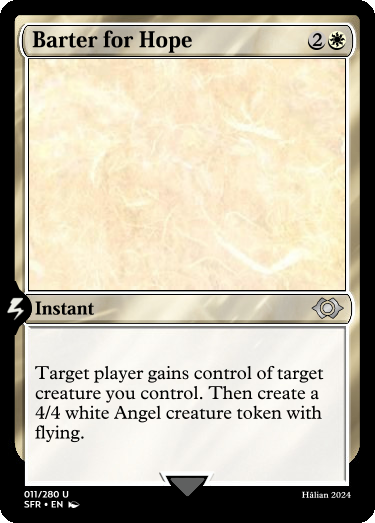 Barter for Hope 2
Instant
Target player gains control of target
creature you control. Then create a
4/4 white Angel creature token with
flying.
011/280 U
SFR • EN
Hålian 2024